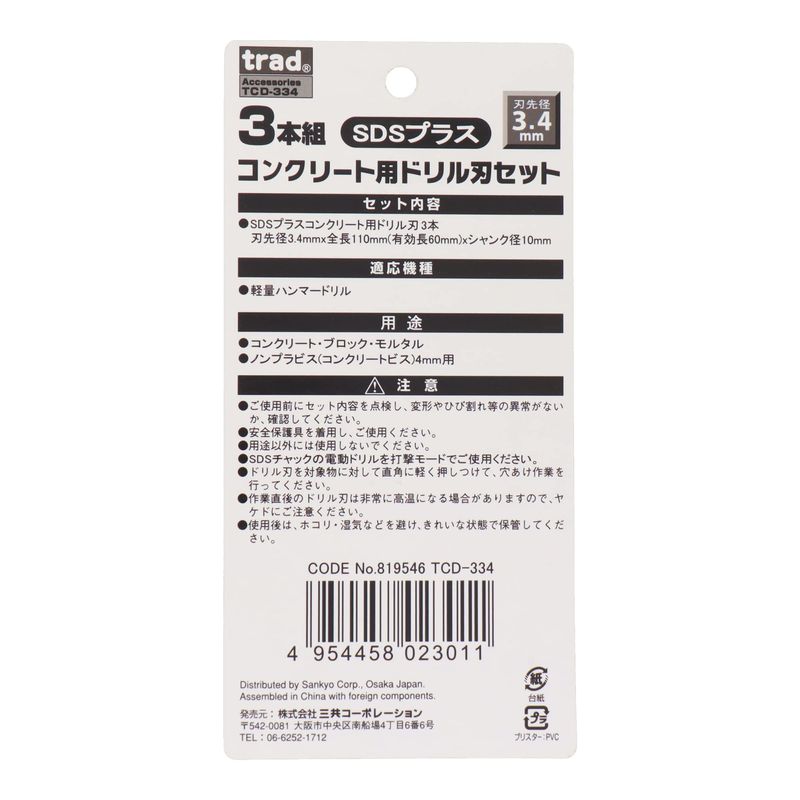 trad®
Accessories
TCD-334
刃先径
3.4
mm
3本組 SDSプラス
コンクリート用ドリル刃セット
セット内容
●SDSプラスコンクリート用ドリル刃3本
刃先径3.4mmx全長110mm(有効長60mm)xシャンク径10mm
適応機種
●軽量ハンマードリル
用途
●コンクリート・ブロック・モルタル
●ノンプラビス(コンクリートビス)4mm用
注意
●ご使用前にセット内容を点検し、変形やひび割れ等の異常がない
か、確認してください。
●安全保護具を着用し、ご使用ください。
●用途以外には使用しないでください。
●SDSチャックの電動ドリルを打撃モードでご使用ください。
●ドリル刃を対象物に対して直角に軽く押しつけて、穴あけ作業を
行ってください。
●作業直後のドリル刃は非常に高温になる場合がありますので、ヤ
ケドにご注意ください。
●使用後は、ホコリ・湿気などを避け、きれいな状態で保管してくだ
さい。
CODE No.819546 TCD-334
4 954458 023011
Distributed by Sankyo Corp., Osaka Japan.
Assembled in China with foreign components.
発売元：株式会社 三共コーポレーション
〒542-0081 大阪市中央区南船場4丁目6番6号
TEL：06-6252-1712
紙
台紙
プラ
ブリスター：PVC